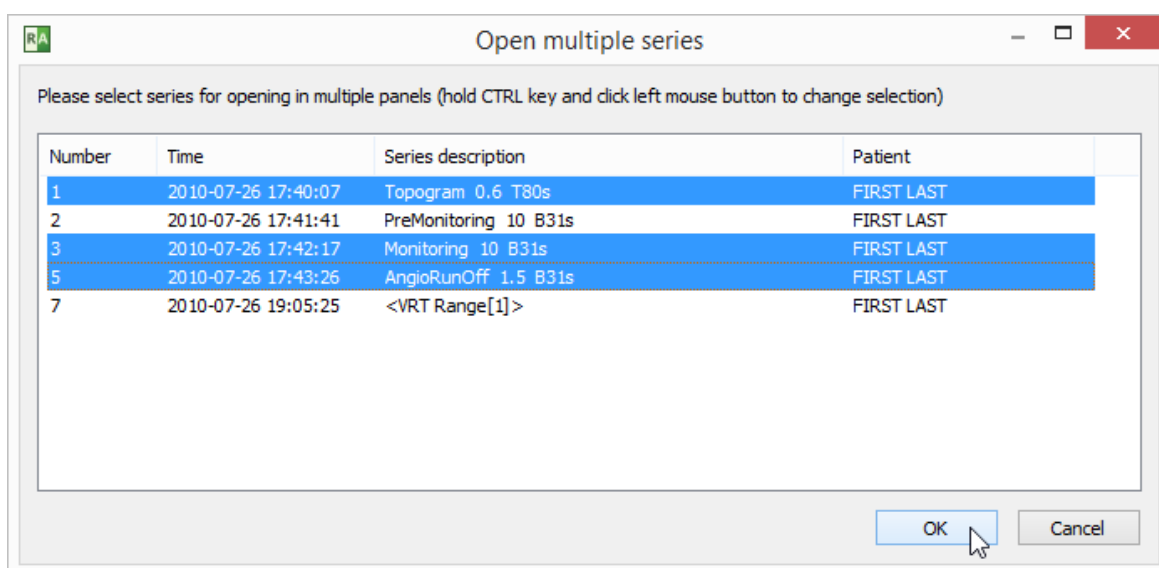 RA Open multiple series
Please select series for opening in multiple panels (hold CTRL key and click left mouse button to change selection)
Number Time Series description Patient
1 2010-07-26 17:40:07 Topogram 0.6 T80s FIRST LAST
2 2010-07-26 17:41:41 PreMonitoring 10 B31s FIRST LAST
3 2010-07-26 17:42:17 Monitoring 10 B31s FIRST LAST
5 2010-07-26 17:43:26 AngioRunOff 1.5 B31s FIRST LAST
7 2010-07-26 19:05:25 <VRT Range[1]> FIRST LAST
OK Cancel